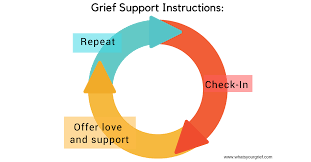 Grief Support Instructions:
Repeat
Check-In
Offer love
and support
www.whatsyourgrief.com